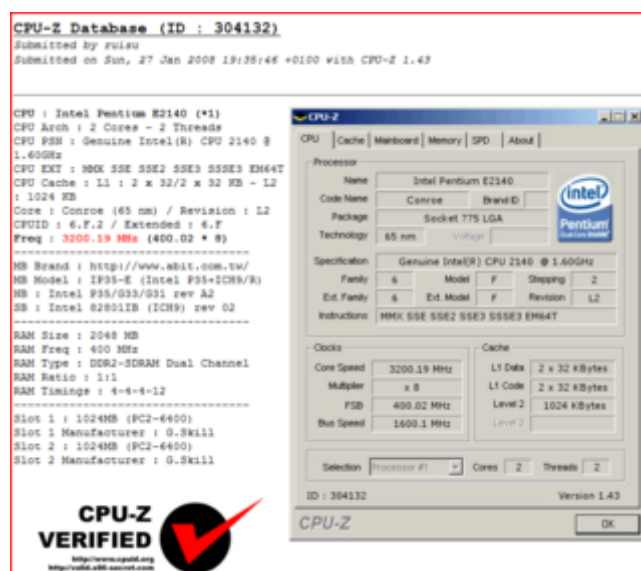 CPU-Z Database (ID : 304132)
Submitted by ruisu
Submitted on Sun, 27 Jan 2008 19:38:46 +0100 with CPU-Z 1.43
CPU : Intel Pentium E2140 (*1)
CPU Arch : 2 Cores - 2 Threads
CPU PSN : Genuine Intel(R) CPU 2140 @
1.60GHz
CPU EXT : MMX SSE SSE2 SSE3 SSSE3 EM64T
CPU Cache : L1 : 2 x 32/2 x 32 KB - L2
: 1024 KB
Core : Conroe (65 nm) / Revision : L2
CPUID : 6.F.2 / Extended : 6.F
Freq : 3200.19 MHz (400.02 * 8)
MB Brand : http://www.abit.com.tw/
MB Model : IP35-E (Intel P35+ICH9/R)
NB : Intel P35/G33/G31 rev A2
SB : Intel 82801IB (ICH9) rev 02
RAM Size : 2048 MB
RAM Freq : 400 MHz
RAM Type : DDR2-SDRAM Dual Channel
RAM Ratio : 1:1
RAM Timings : 4-4-4-12
Slot 1 : 1024MB (PC2-6400)
Slot 1 Manufacturer : G.Skill
Slot 2 : 1024MB (PC2-6400)
Slot 2 Manufacturer : G.Skill
CPU-Z
VERIFIED
http://www.cpuid.org
http://valid.x86-secret.com
CPU-Z
CPU Cache Mainboard Memory SPD About
Processor
Name Intel Pentium E2140
Code Name Conroe Brand ID
Package Socket 775 LGA
Technology 65 nm Voltage
intel
Pentium
Dual-Core inside
Specification Genuine Intel(R) CPU 2140 @ 1.60GHz
Family 6 Model F Stepping 2
Ext. Family 6 Ext. Model F Revision L2
Instructions MMX SSE SSE2 SSE3 SSSE3 EM64T
Clocks
Core Speed 3200.19 MHz
Multiplier x 8
FSB 400.02 MHz
Bus Speed 1600.1 MHz
Cache
L1 Data 2 x 32 KBytes
L1 Code 2 x 32 KBytes
Level 2 1024 KBytes
Level 3
Selection Processor #1 Cores 2 Threads 2
ID : 304132 Version 1.43
CPU-Z OK